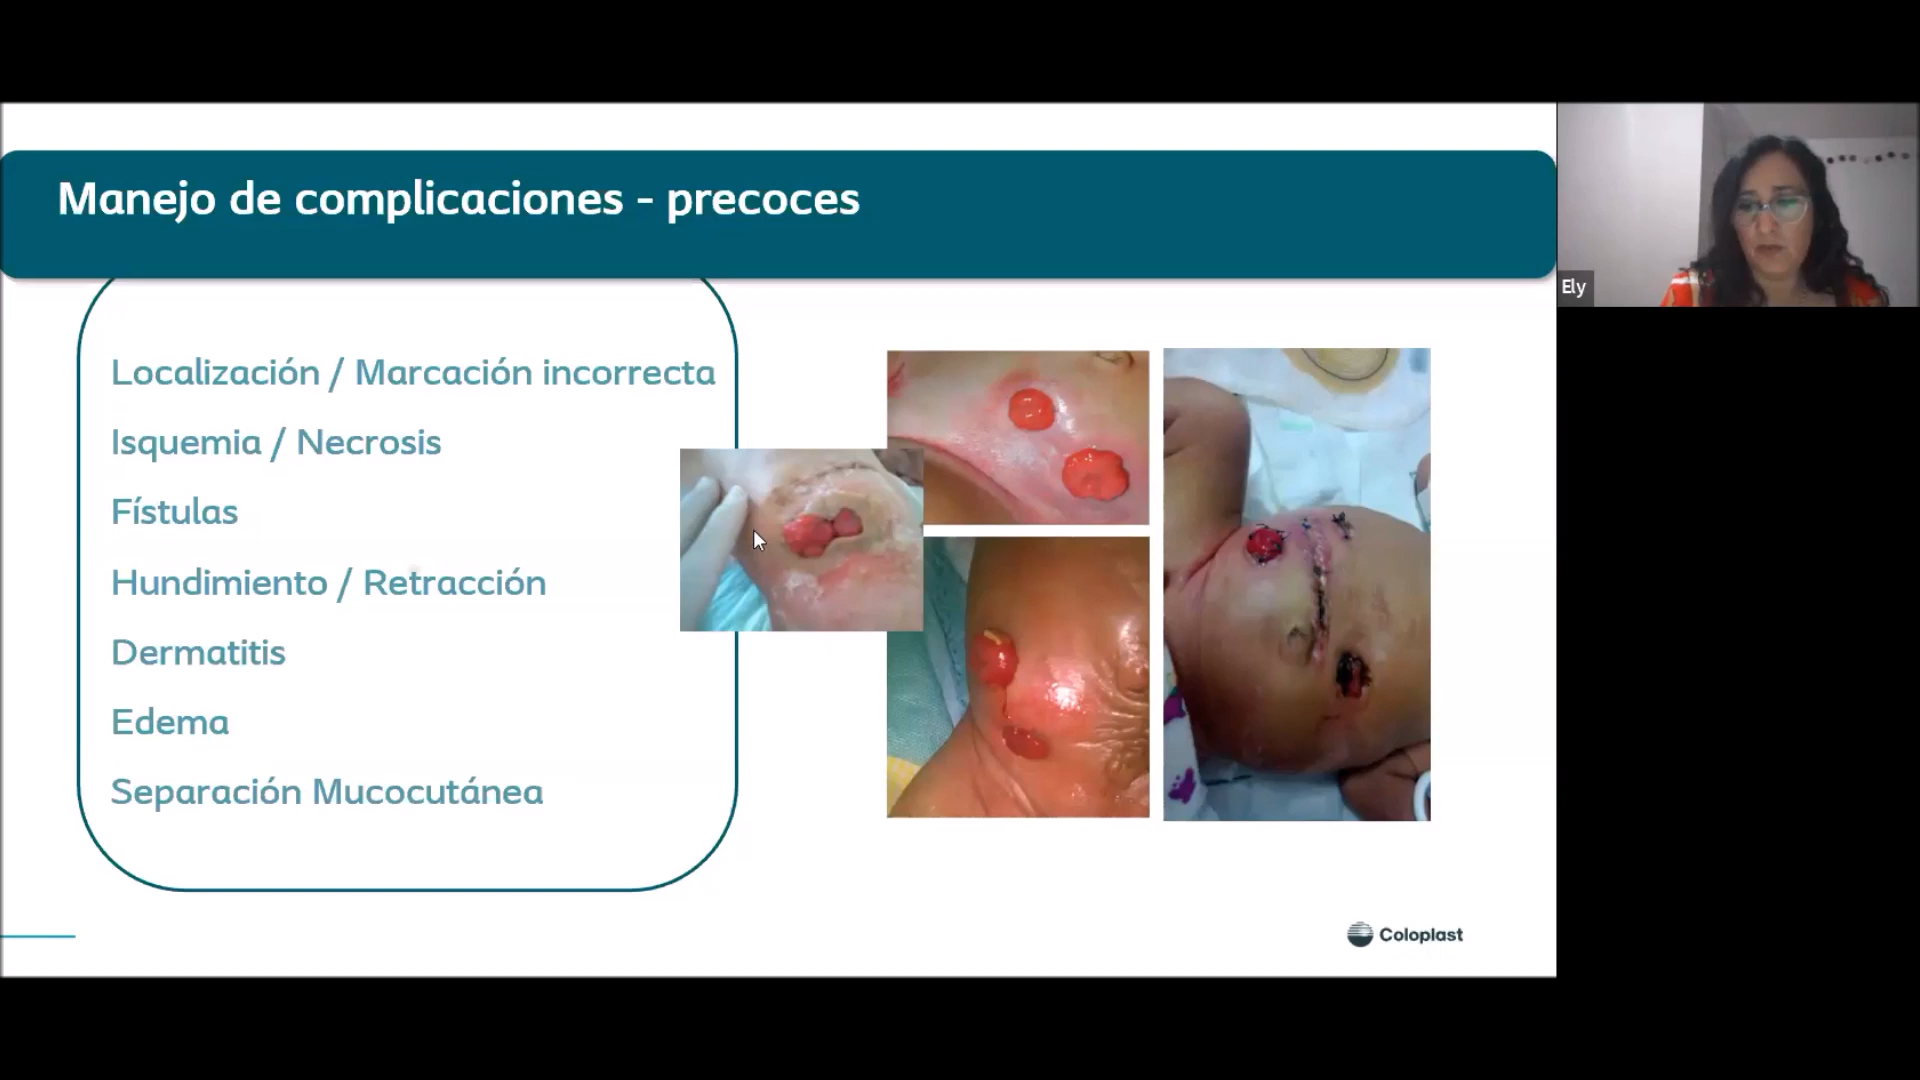 Manejo de complicaciones - precoces
Localización / Marcación incorrecta
Isquemia / Necrosis
Fístulas
Hundimiento / Retracción
Dermatitis
Edema
Separación Mucocutánea
Coloplast
Ely